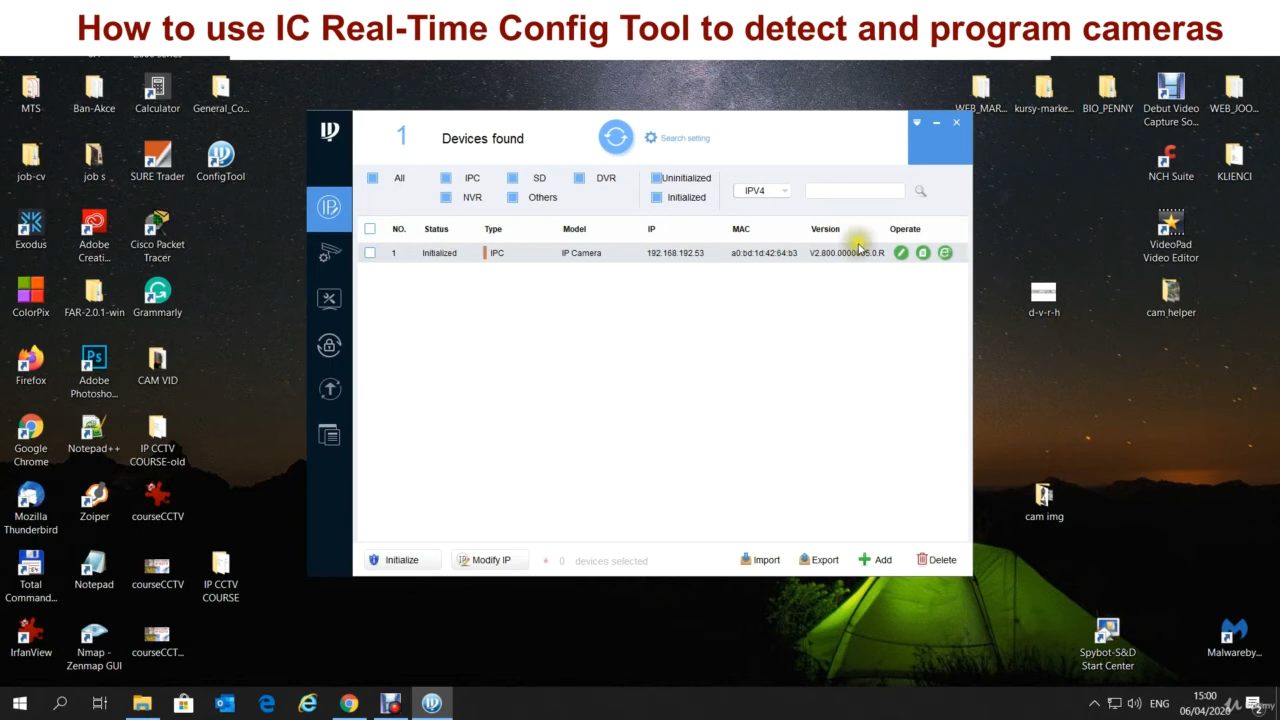 How to use IC Real-Time Config Tool to detect and program cameras
MTS
Ban-Akce
Calculator
General_Co...
WEB_MAR...
kursy-marke...
BIO_PENNY
Debut Video
Capture So...
WEB_JOO...
1
Devices found
Search setting
job-cv
job s
SURE Trader
ConfigTool
NCH Suite
KLIENCI
All
IPC
SD
DVR
Uninitialized
NVR
Others
Initialized
IPV4
NO.
Status
Type
Model
IP
MAC
Version
Operate
1
Initialized
IPC
IP Camera
192.168.192.53
a0:bd:1d:42:64:b3
Exodus
Adobe
Creati...
Cisco Packet
Tracer
VideoPad
Video Editor
ColorPix
FAR-2.0.1-win
Grammarly
d-v-r-h
cam_helper
Firefox
Adobe
Photosho...
CAM VID
Google
Chrome
Notepad++
IP CCTV
COURSE-old
Mozilla
Thunderbird
Zoiper
courseCCTV
cam img
Initialize
Modify IP
* 0 devices selected
Import
Export
Add
Delete
Total
Comman...
Notepad
courseCCTV
IP CCTV
COURSE
IrfanView
Nmap -
Zenmap GUI
courseCCT...
Spybot-S&D
Start Center
Malwareby...
ENG
15:00
06/04/2020
2